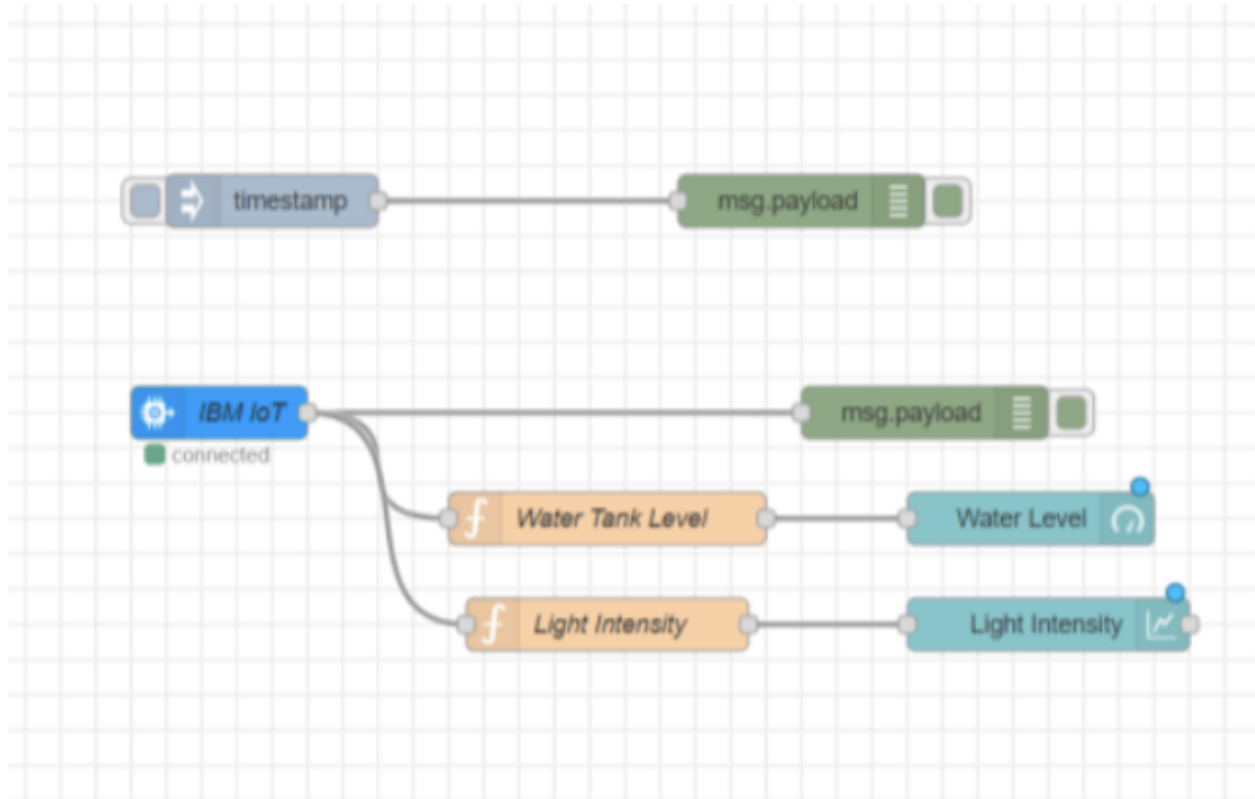 timestamp
msg.payload
IBM IoT
msg.payload
connected
Water Tank Level
Water Level
Light Intensity
Light Intensity